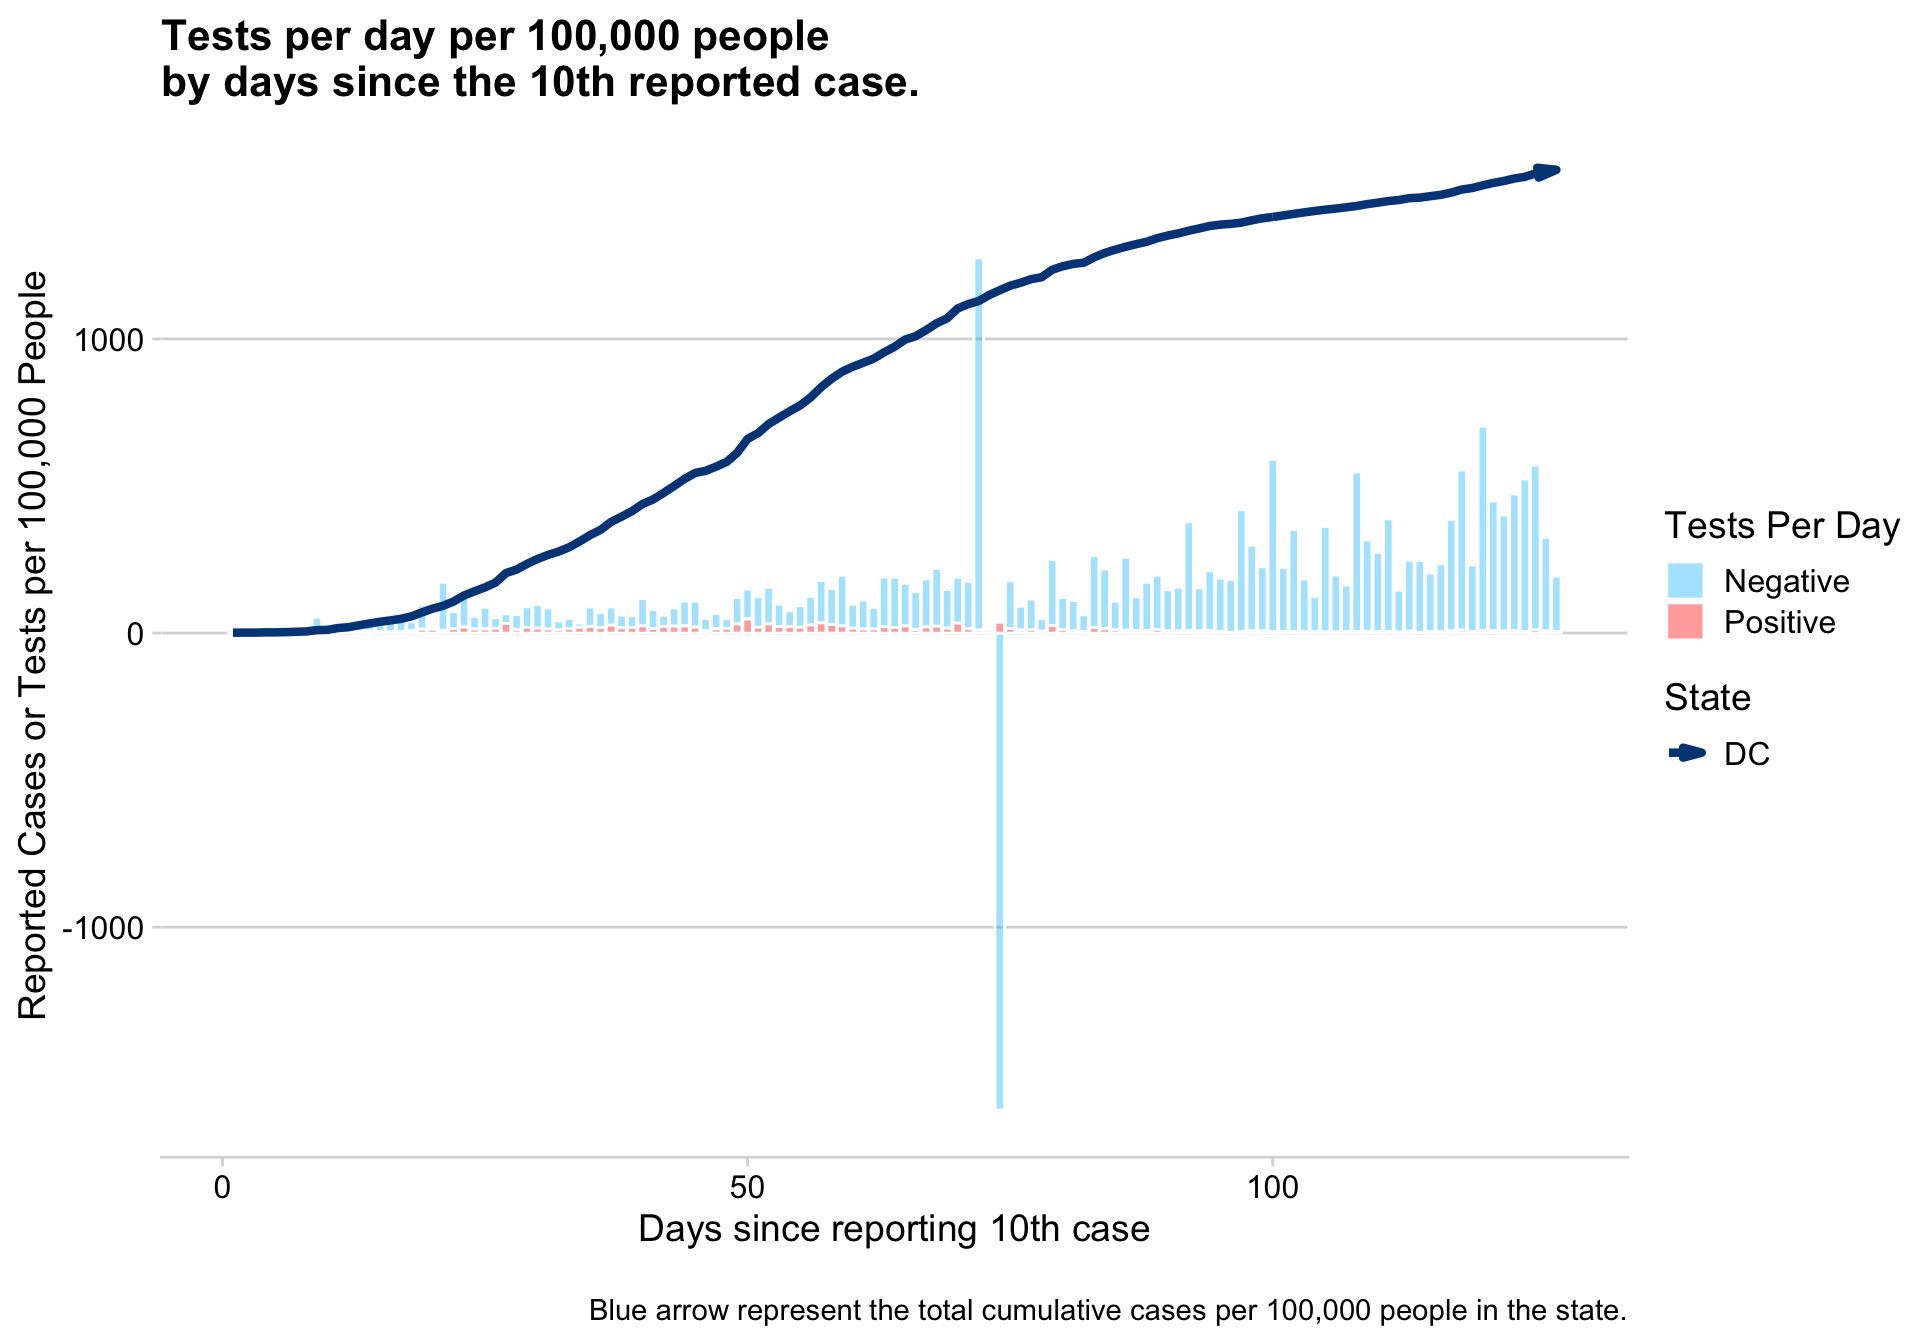 Tests per day per 100,000 people
by days since the 10th reported case.
Reported Cases or Tests per 100,000 People
1000
0
-1000
0
50
100
Days since reporting 10th case
Tests Per Day
Negative
Positive
State
DC
Blue arrow represent the total cumulative cases per 100,000 people in the state.